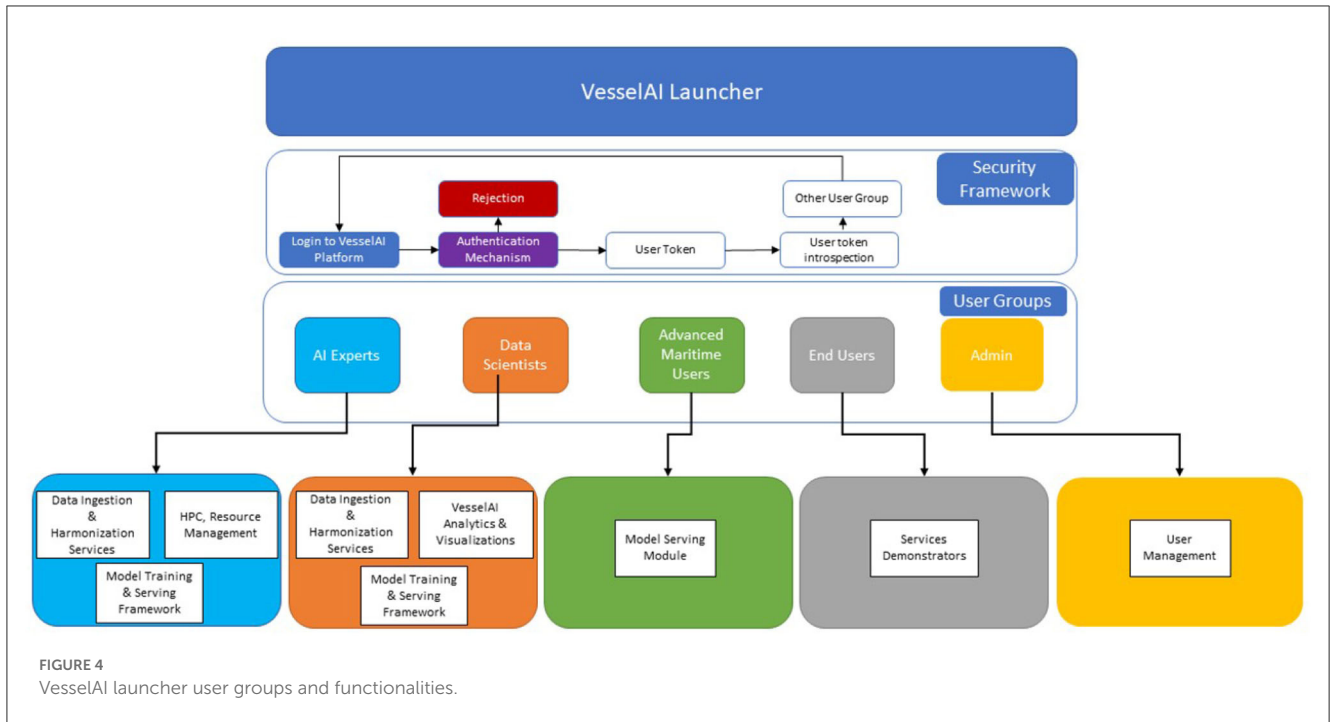 VesselAI Launcher
Security
Framework
Rejection
Other User Group
Login to VesselAI
Platform
Authentication
Mechanism
User Token
User token
introspection
User Groups
AI Experts
Data
Scientists
Advanced
Maritime
Users
End Users
Admin
Data Ingestion
&
Harmonization
Services
HPC, Resource
Management
Model Training
& Serving
Framework
Data Ingestion
&
Harmonization
Services
VesselAI
Analytics &
Visualizations
Model Training
& Serving
Framework
Model Serving
Module
Services
Demonstrators
User
Management
FIGURE 4
VesselAI launcher user groups and functionalities.